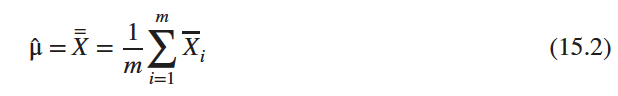 μ̂ = X̿ = 1/m ∑_{i=1}^{m} X̅_i (15.2)